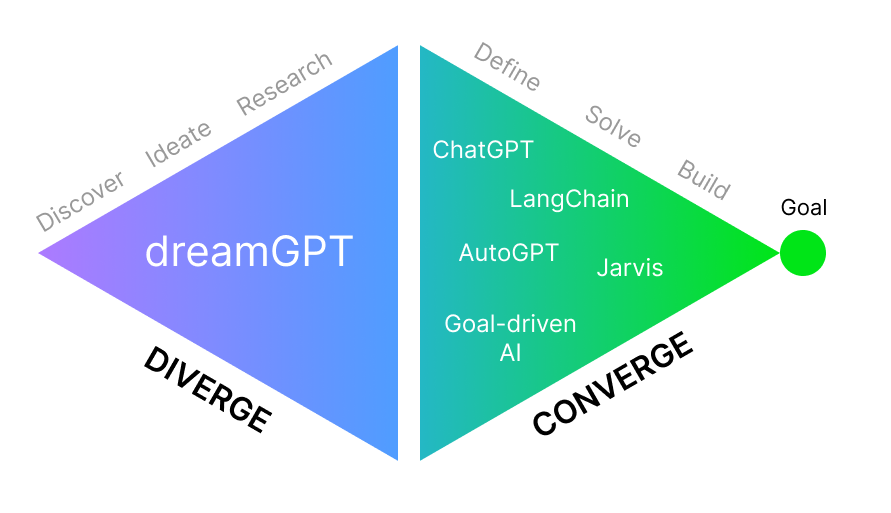 Discover
Ideate
Research
dreamGPT
DIVERGE
Define
Solve
Build
ChatGPT
LangChain
AutoGPT
Jarvis
Goal-driven
AI
CONVERGE
Goal